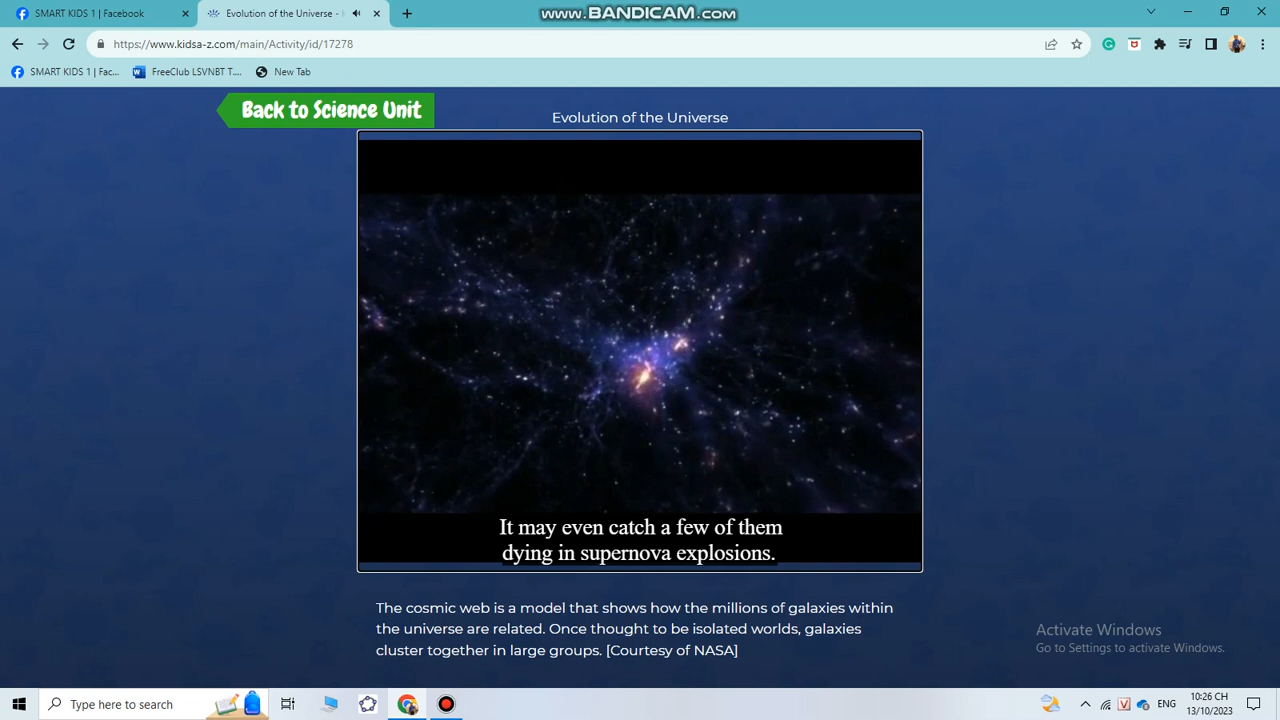 SMART KIDS 1 | Facebook
Evolution of the Universe -
www.BANDICAM.com
https://www.kidsa-z.com/main/Activity/id/17278
SMART KIDS 1 | Fac...
FreeClub LSVNBT T....
New Tab
Back to Science Unit
Evolution of the Universe
It may even catch a few of them
dying in supernova explosions.
The cosmic web is a model that shows how the millions of galaxies within
the universe are related. Once thought to be isolated worlds, galaxies
cluster together in large groups. [Courtesy of NASA]
Activate Windows
Go to Settings to activate Windows.
Type here to search
ENG
10:26 CH
13/10/2023